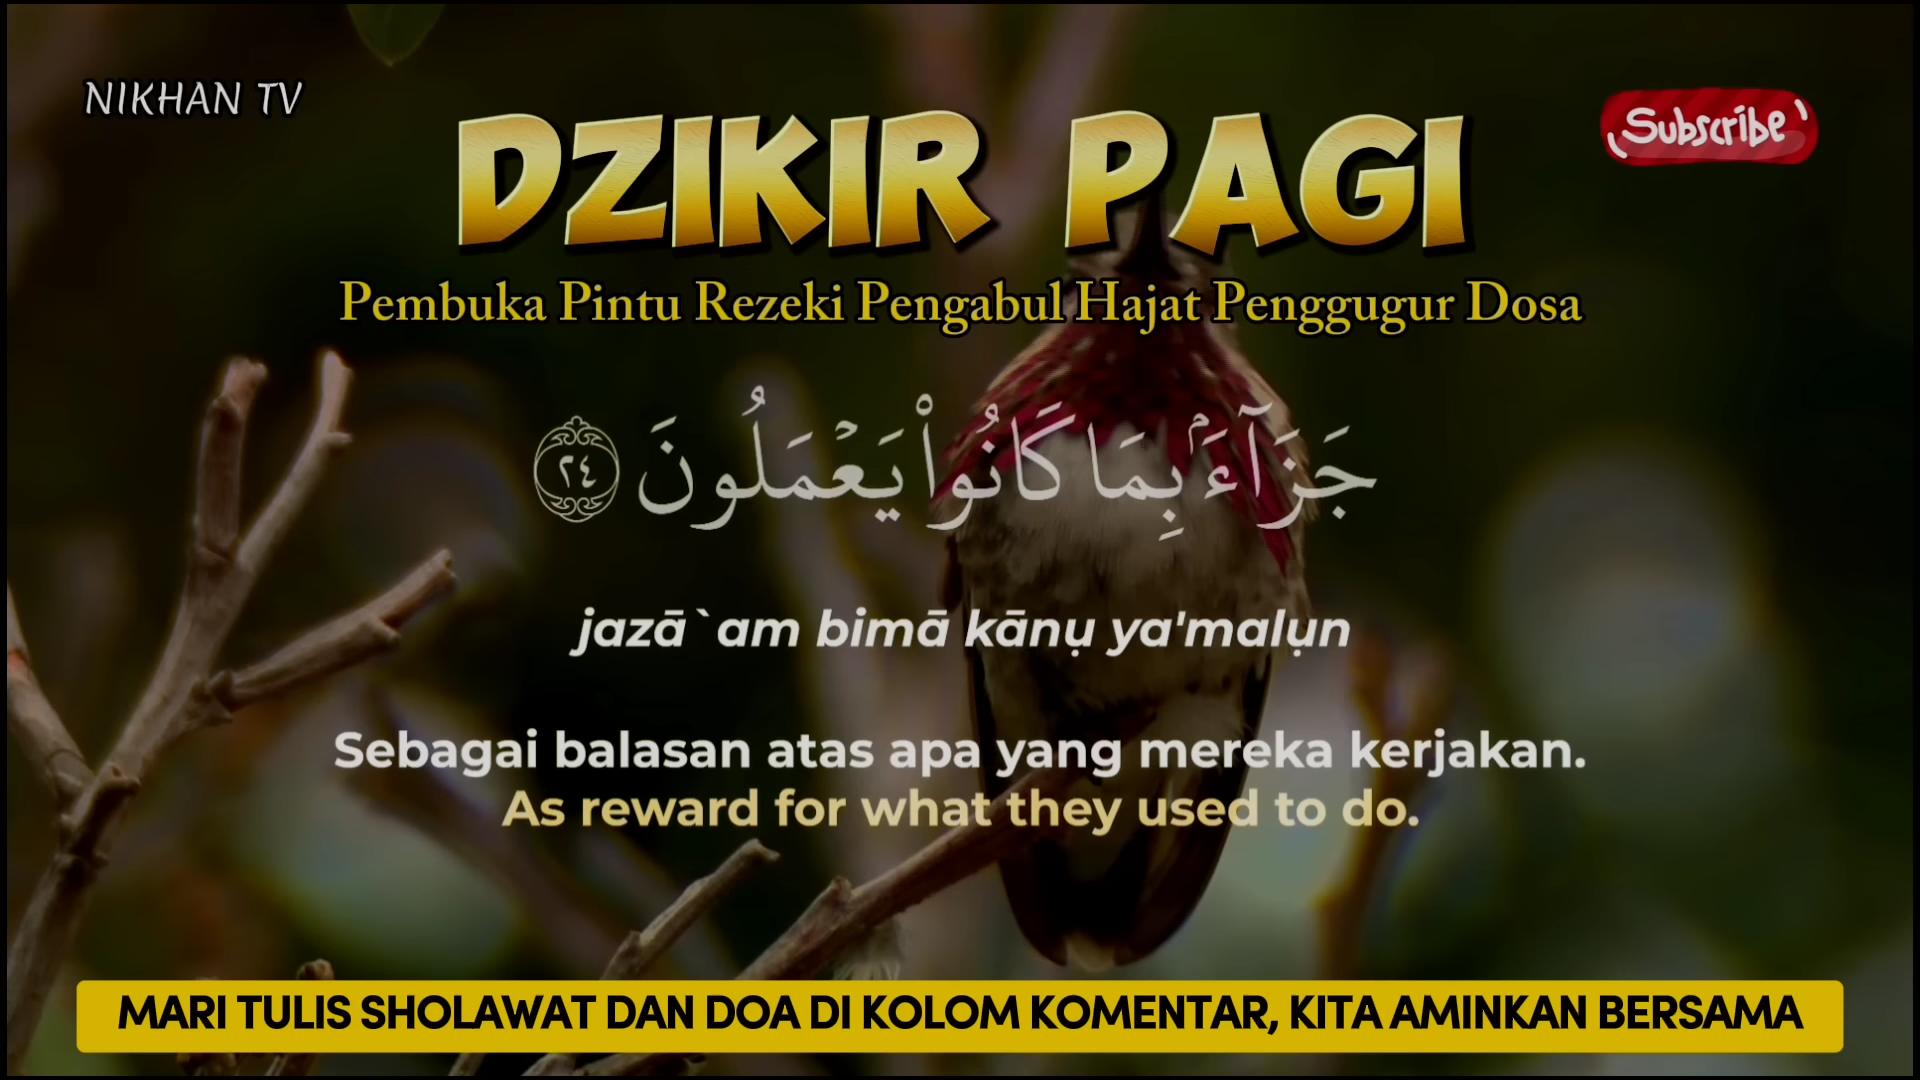 NIKHAN TV
Subscribe
DZIKIR PAGI
Pembuka Pintu Rezeki Pengabul Hajat Penggugur Dosa
جَزَآءًۢ بِمَا كَانُوا۟ يَعْمَلُونَ ٢٤
jazā`am bimā kānụ ya'malụn
Sebagai balasan atas apa yang mereka kerjakan.
As reward for what they used to do.
MARI TULIS SHOLAWAT DAN DOA DI KOLOM KOMENTAR, KITA AMINKAN BERSAMA